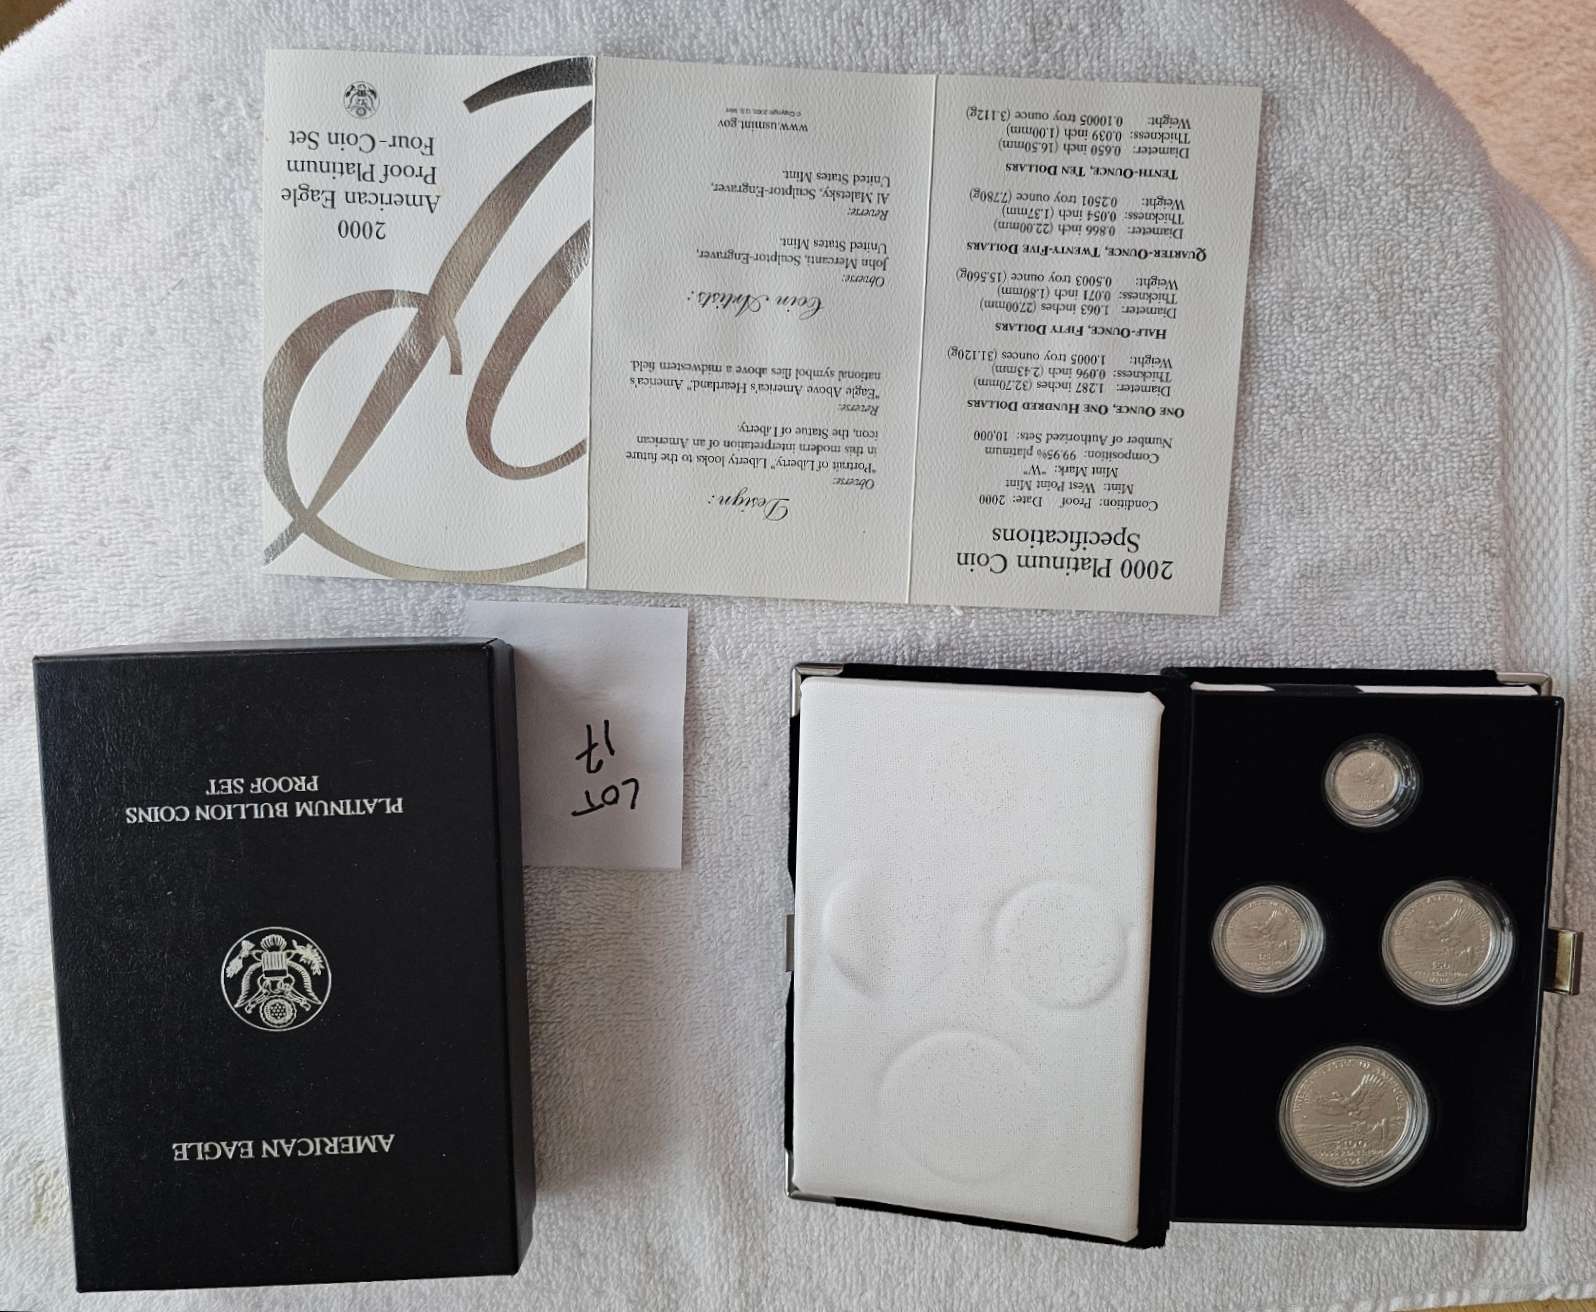 2000
American Eagle
Proof Platinum
Four-Coin Set
Design:
Obverse:
"Portrait of Liberty." Liberty looks to the future
in this modern interpretation of an American
icon, the Statue of Liberty.
Reverse:
"Eagle Above America's Heartland." America's
national symbol flies above a midwestern field.
Coin Artists:
Obverse:
John Mercanti, Sculptor-Engraver,
United States Mint.
Reverse:
Al Maletsky, Sculptor-Engraver,
United States Mint.
www.usmint.gov
2000 Platinum Coin
Specifications
Condition: Proof Date: 2000
Mint: West Point Mint
Mint Mark: "W"
Composition: 99.95% platinum
Number of Authorized Sets: 10,000
ONE OUNCE, ONE HUNDRED DOLLARS
Diameter: 1.287 inches (32.70mm)
Thickness: 0.096 inch (2.43mm)
Weight: 1.0005 troy ounces (31.120g)
HALF-OUNCE, FIFTY DOLLARS
Diameter: 1.063 inches (27.00mm)
Thickness: 0.071 inch (1.80mm)
Weight: 0.5003 troy ounce (15.560g)
QUARTER-OUNCE, TWENTY-FIVE DOLLARS
Diameter: 0.866 inch (22.00mm)
Thickness: 0.054 inch (1.37mm)
Weight: 0.2501 troy ounce (7.780g)
TENTH-OUNCE, TEN DOLLARS
Diameter: 0.650 inch (16.50mm)
Thickness: 0.039 inch (1.00mm)
Weight: 0.10005 troy ounce (3.112g)
LOT
17
AMERICAN EAGLE
PLATINUM BULLION COINS
PROOF SET
UNITED STATES OF AMERICA
$100
$50